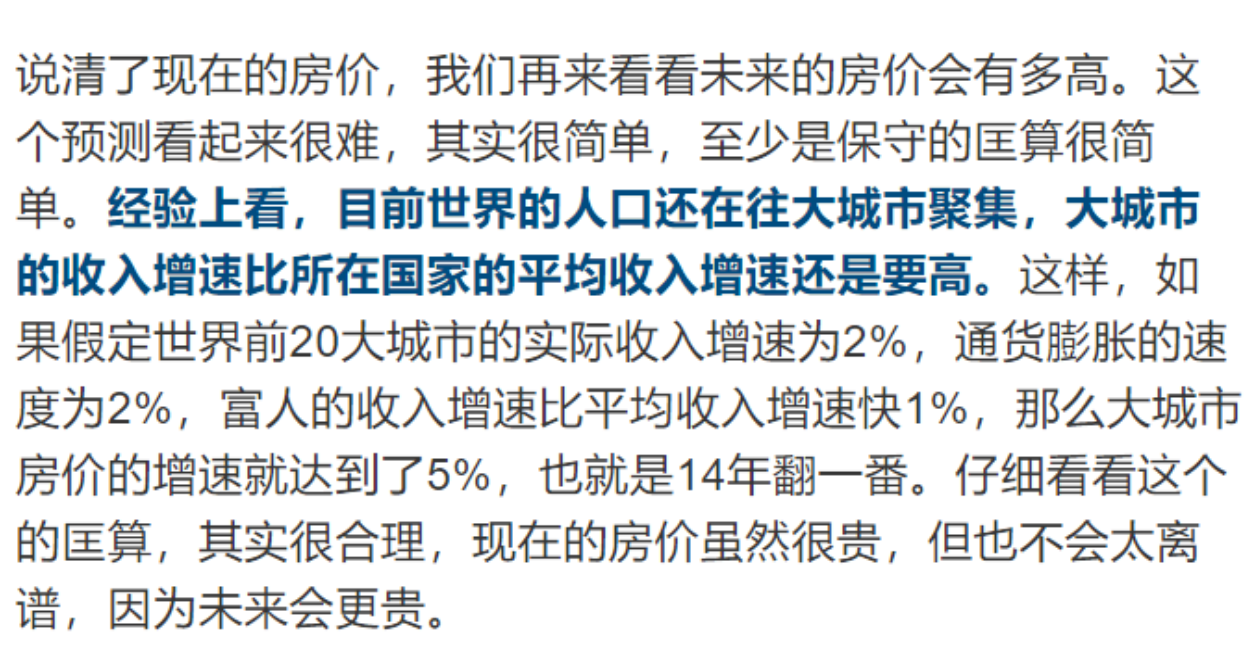 说清了现在的房价，我们再来看看未来的房价会有多高。这
个预测看起来很难，其实很简单，至少是保守的匡算很简
单。经验上看，目前世界的人口还在往大城市聚集，大城市
的收入增速比所在国家的平均收入增速还是要高。这样，如
果假定世界前20大城市的实际收入增速为2%，通货膨胀的速
度为2%，富人的收入增速比平均收入增速快1%，那么大城市
房价的增速就达到了5%，也就是14年翻一番。仔细看看这个
的匡算，其实很合理，现在的房价虽然很贵，但也不会太离
谱，因为未来会更贵。